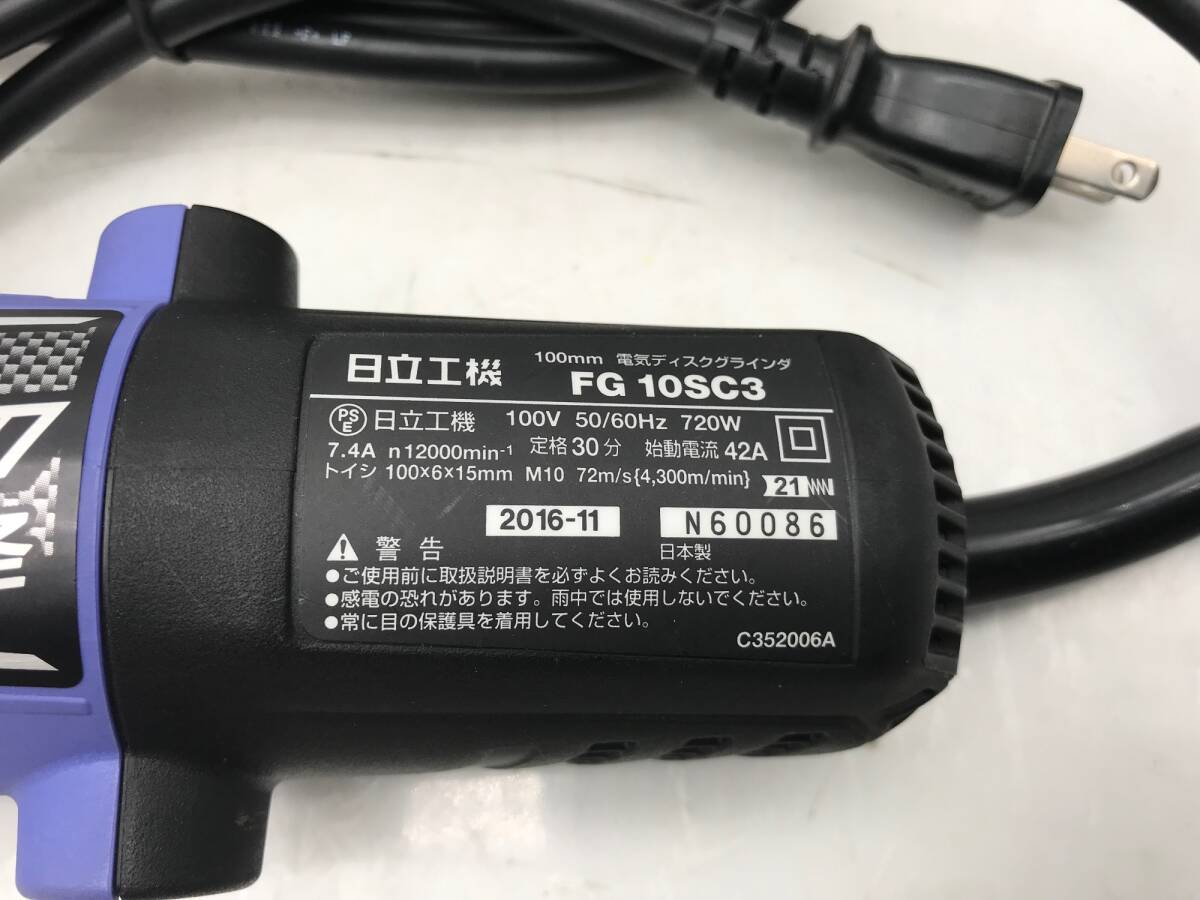 日立工機 100mm 電気ディスクグラインダ
FG 10SC3
PSE 日立工機 100V 50/60Hz 720W
7.4A n12000min-1 定格30分 始動電流 42A
トイシ 100×6×15mm M10 72m/s{4,300m/min} 21
2016-11 N60086
警告 日本製
●ご使用前に取扱説明書を必ずよくお読みください。
●感電の恐れがあります。雨中では使用しないでください。
●常に目の保護具を着用してください。
C352006A